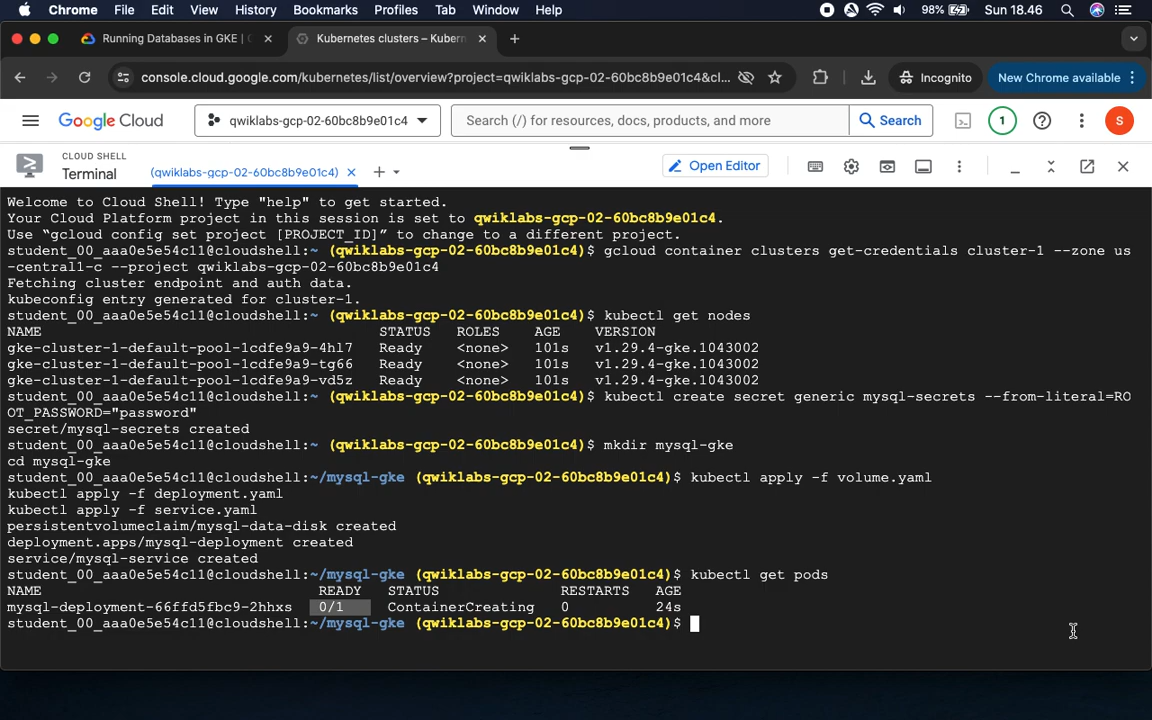 Chrome File Edit View History Bookmarks Profiles Tab Window Help 98% Sun 18.46
Running Databases in GKE | Kubernetes clusters – Kubern
console.cloud.google.com/kubernetes/list/overview?project=qwiklabs-gcp-02-60bc8b9e01c4&cl... Incognito New Chrome available
Google Cloud qwiklabs-gcp-02-60bc8b9e01c4 Search (/) for resources, docs, products, and more Search 1 S
CLOUD SHELL
Terminal (qwiklabs-gcp-02-60bc8b9e01c4) Open Editor
Welcome to Cloud Shell! Type "help" to get started.
Your Cloud Platform project in this session is set to qwiklabs-gcp-02-60bc8b9e01c4.
Use “gcloud config set project [PROJECT_ID]” to change to a different project.
student_00_aaa0e5e54c11@cloudshell:~ (qwiklabs-gcp-02-60bc8b9e01c4)$ gcloud container clusters get-credentials cluster-1 --zone us
-central1-c --project qwiklabs-gcp-02-60bc8b9e01c4
Fetching cluster endpoint and auth data.
kubeconfig entry generated for cluster-1.
student_00_aaa0e5e54c11@cloudshell:~ (qwiklabs-gcp-02-60bc8b9e01c4)$ kubectl get nodes
NAME STATUS ROLES AGE VERSION
gke-cluster-1-default-pool-1cdfe9a9-4hl7 Ready <none> 101s v1.29.4-gke.1043002
gke-cluster-1-default-pool-1cdfe9a9-tg66 Ready <none> 101s v1.29.4-gke.1043002
gke-cluster-1-default-pool-1cdfe9a9-vd5z Ready <none> 101s v1.29.4-gke.1043002
student_00_aaa0e5e54c11@cloudshell:~ (qwiklabs-gcp-02-60bc8b9e01c4)$ kubectl create secret generic mysql-secrets --from-literal=RO
OT_PASSWORD="password"
secret/mysql-secrets created
student_00_aaa0e5e54c11@cloudshell:~ (qwiklabs-gcp-02-60bc8b9e01c4)$ mkdir mysql-gke
cd mysql-gke
student_00_aaa0e5e54c11@cloudshell:~/mysql-gke (qwiklabs-gcp-02-60bc8b9e01c4)$ kubectl apply -f volume.yaml
kubectl apply -f deployment.yaml
kubectl apply -f service.yaml
persistentvolumeclaim/mysql-data-disk created
deployment.apps/mysql-deployment created
service/mysql-service created
student_00_aaa0e5e54c11@cloudshell:~/mysql-gke (qwiklabs-gcp-02-60bc8b9e01c4)$ kubectl get pods
NAME READY STATUS RESTARTS AGE
mysql-deployment-66ffd5fbc9-2hhxs 0/1 ContainerCreating 0 24s
student_00_aaa0e5e54c11@cloudshell:~/mysql-gke (qwiklabs-gcp-02-60bc8b9e01c4)$